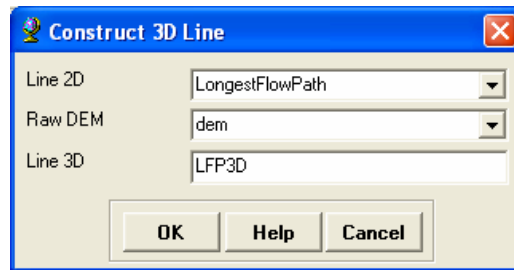 Construct 3D Line
Line 2D LongestFlowPath
Raw DEM dem
Line 3D LFP3D
OK Help Cancel